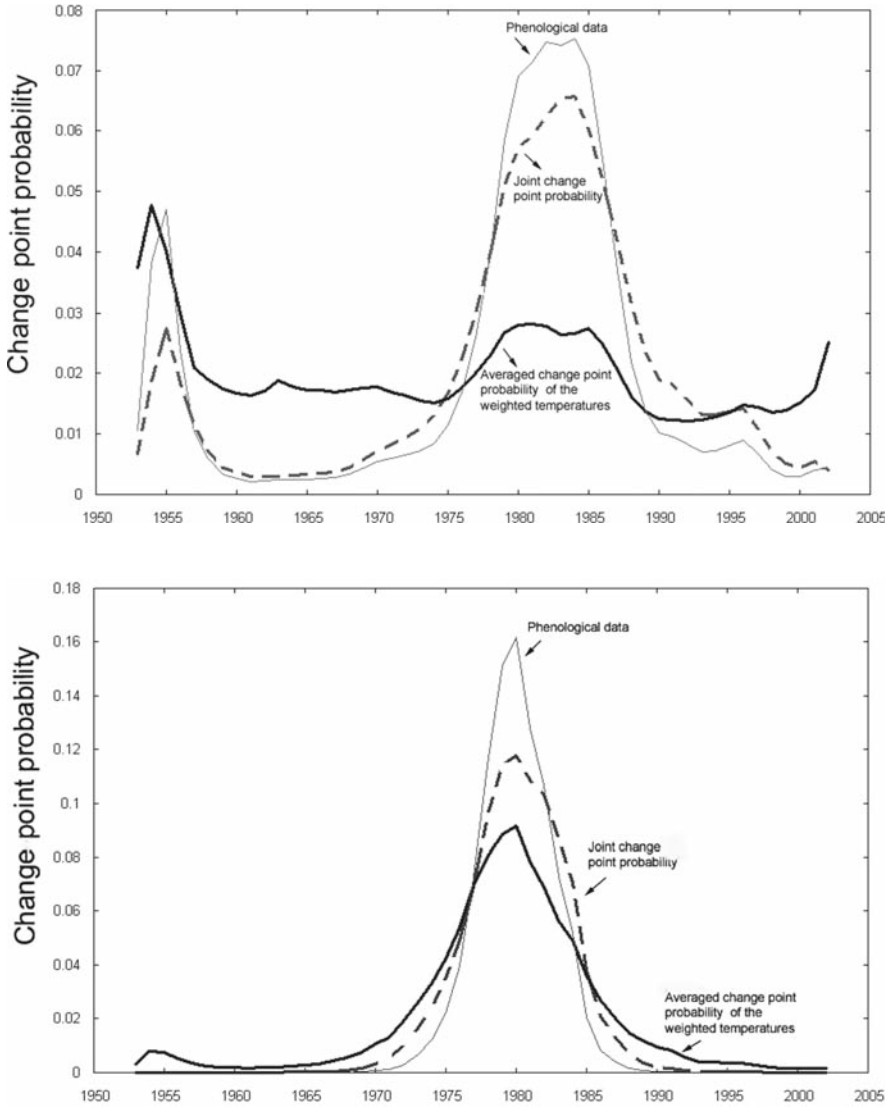 0.08
Phenological data
0.07
0.06
Joint change
point probability
0.05
0.04
0.03
Averaged change point
probability of the
weighted temperatures
0.02
0.01
0
Change point probability
1950 1955 1960 1965 1970 1975 1980 1985 1990 1995 2000 2005
0.18
Phenological data
0.16
0.14
0.12
0.1
Joint change
point probability
0.08
0.06
0.04
Averaged change point
probability of the
weighted temperatures
0.02
0
Change point probability
1950 1955 1960 1965 1970 1975 1980 1985 1990 1995 2000 2005